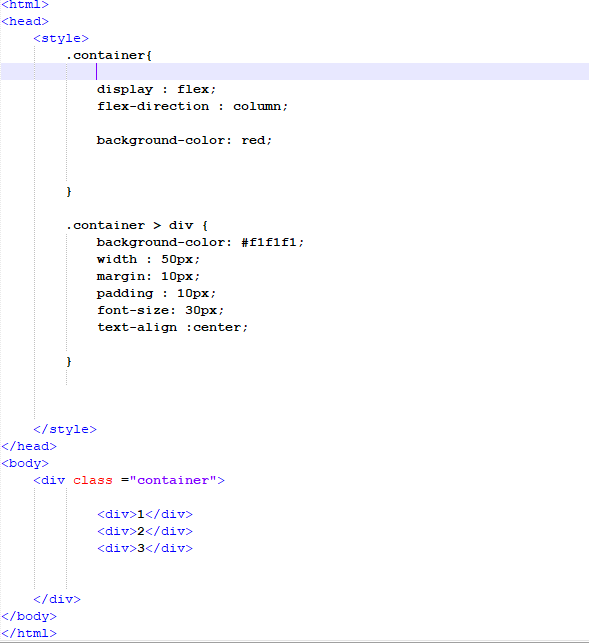 <html>
<head>
<style>
.container{
display : flex;
flex-direction : column;
background-color: red;
}
.container > div {
background-color: #f1f1f1;
width : 50px;
margin: 10px;
padding : 10px;
font-size: 30px;
text-align :center;
}
</style>
</head>
<body>
<div class ="container">
<div>1</div>
<div>2</div>
<div>3</div>
</div>
</body>
</html>